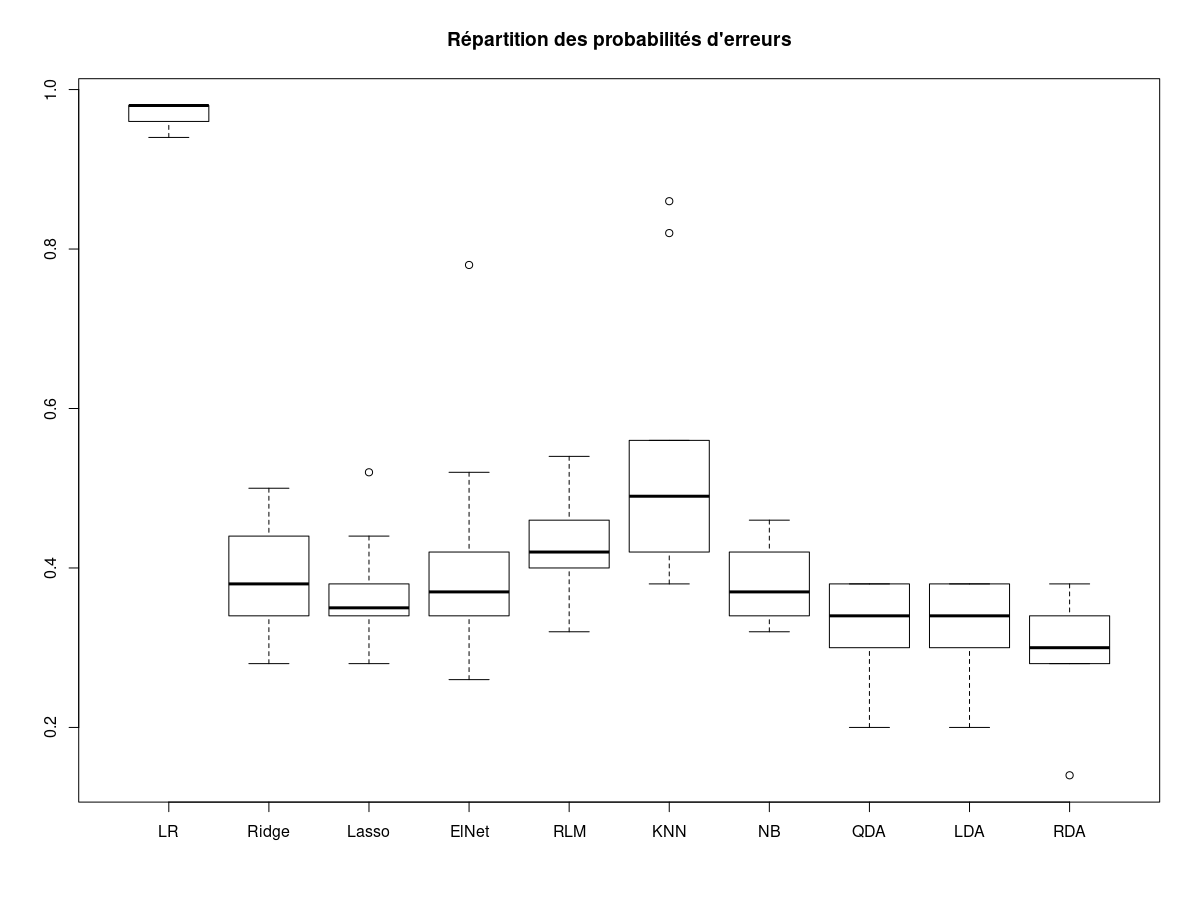 Répartition des probabilités d'erreurs
1.0
0.8
0.6
0.4
0.2
LR Ridge Lasso ElNet RLM KNN NB QDA LDA RDA